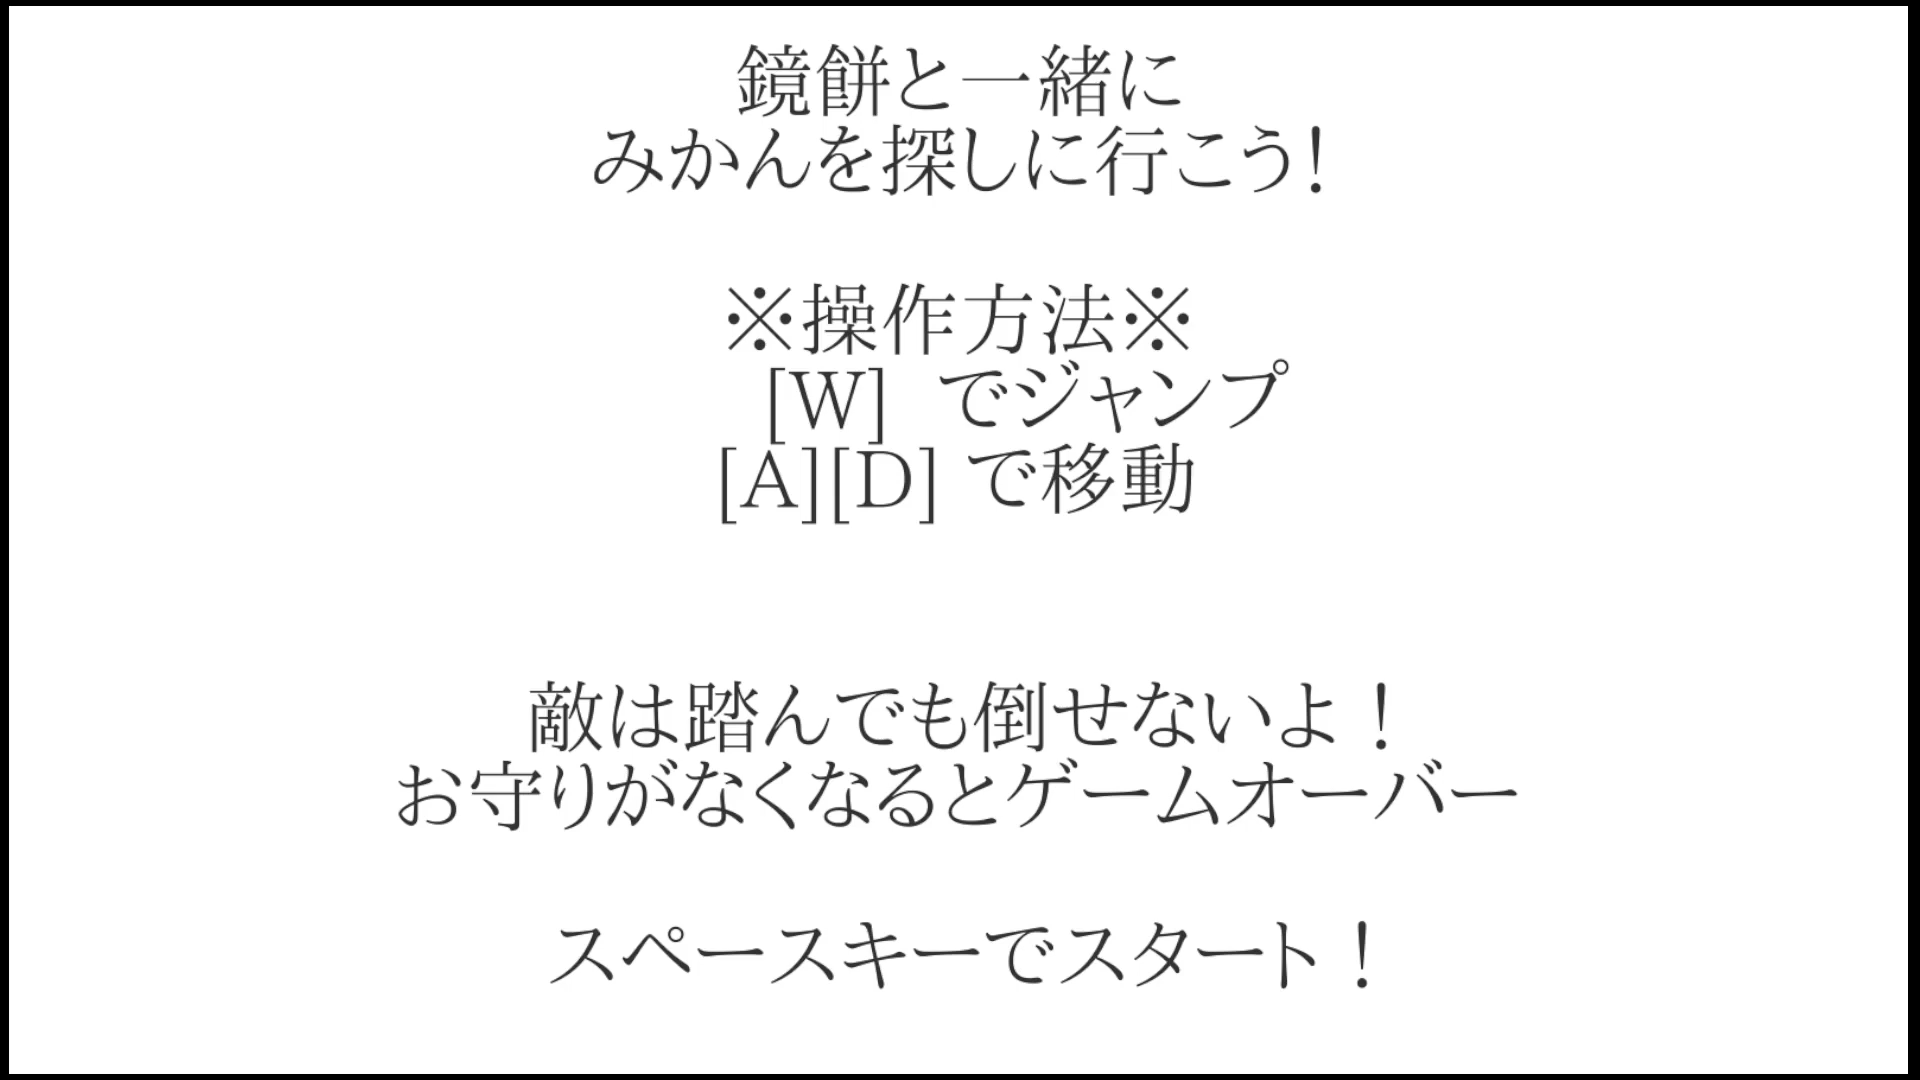 鏡餅と一緒に
みかんを探しに行こう!
※操作方法※
[W] でジャンプ
[A][D] で移動
敵は踏んでも倒せないよ！
お守りがなくなるとゲームオーバー
スペースキーでスタート！